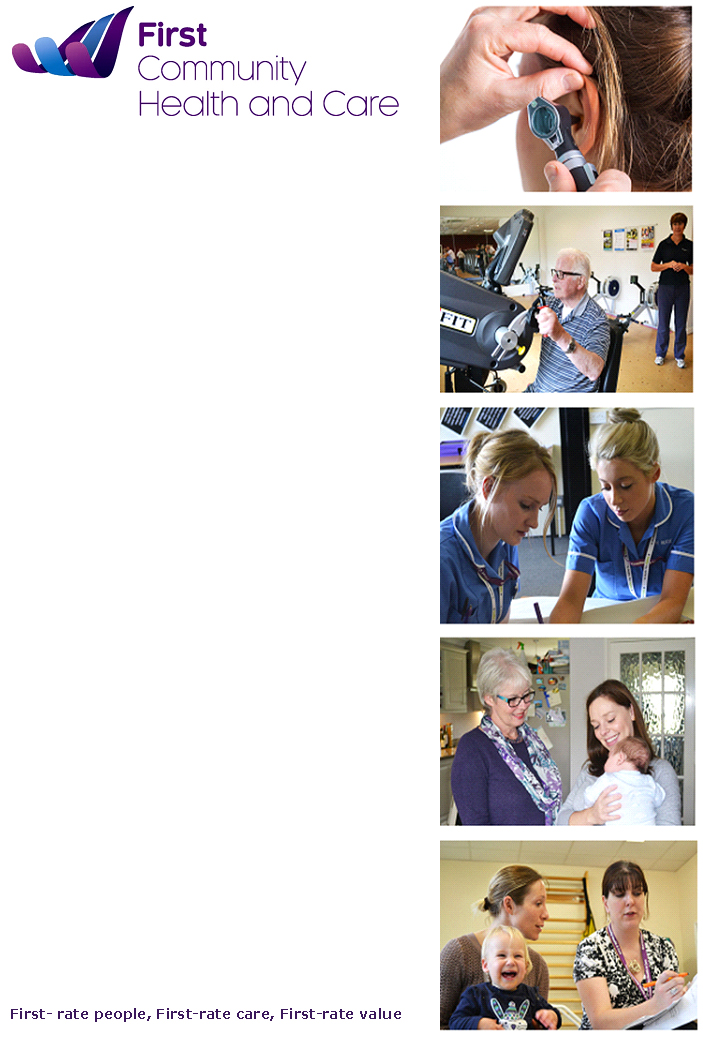 First
Community
Health and Care
FIT
First- rate people, First-rate care, First-rate value